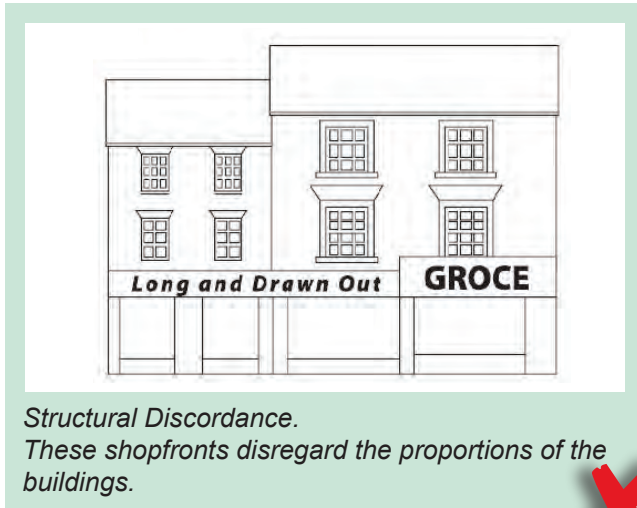 Long and Drawn Out
GROCE
Structural Discordance.
These shopfronts disregard the proportions of the
buildings.